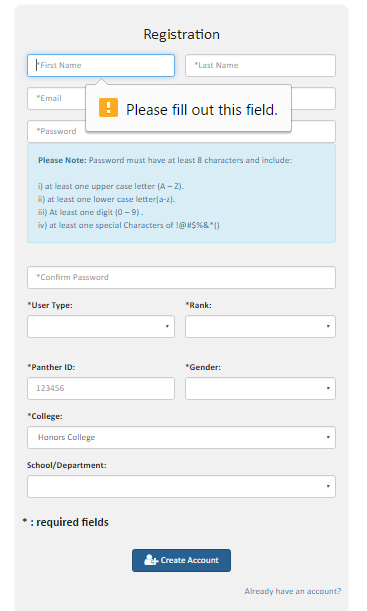 Registration
*First Name *Last Name
*Email
Please fill out this field.
*Password
Please Note: Password must have at least 8 characters and include:
i) at least one upper case letter (A – Z).
ii) at least one lower case letter(a-z).
iii) At least one digit (0 – 9) .
iv) at least one special Characters of !@#$%&*()
*Confirm Password
*User Type: *Rank:
*Panther ID: *Gender:
123456
*College:
Honors College
School/Department:
* : required fields
Create Account
Already have an account?